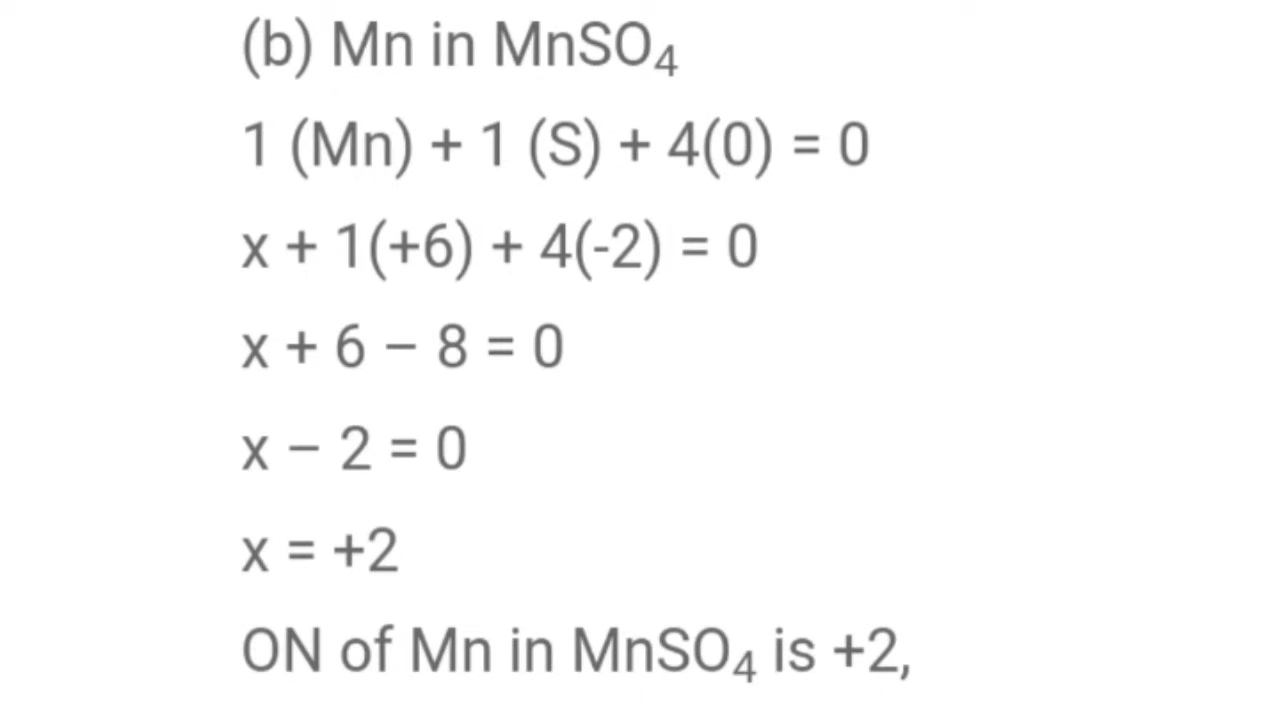 (b) Mn in MnSO₄
1 (Mn) + 1 (S) + 4(0) = 0
x + 1(+6) + 4(-2) = 0
x + 6 – 8 = 0
x – 2 = 0
x = +2
ON of Mn in MnSO₄ is +2,